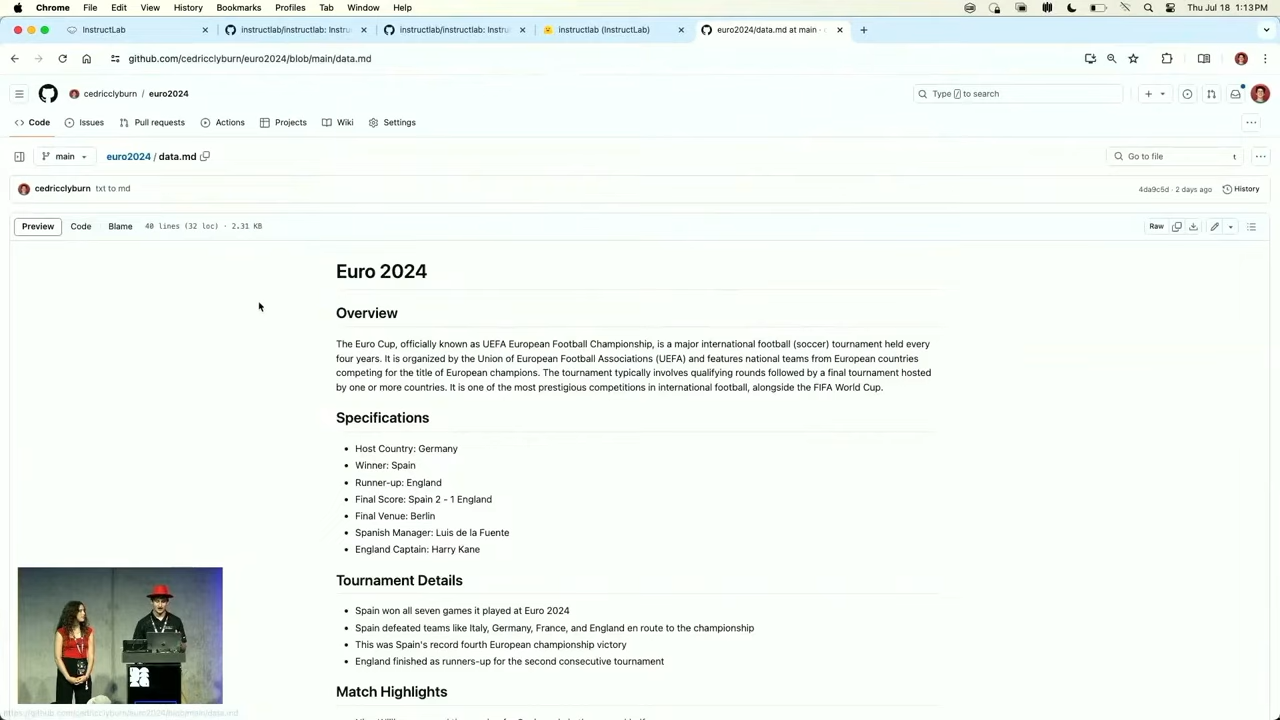 Chrome File Edit View History Bookmarks Profiles Tab Window Help Thu Jul 18 1:13 PM
InstructLab instructlab/instructlab: Instru instructlab/instructlab: Instru instructlab (InstructLab) euro2024/data.md at main ·
github.com/cedricclyburn/euro2024/blob/main/data.md
cedricclyburn / euro2024 Type / to search
Code Issues Pull requests Actions Projects Wiki Settings
main euro2024 / data.md Go to file t
cedricclyburn txt to md 4da9c5d · 2 days ago History
Preview Code Blame 40 lines (32 loc) · 2.31 KB Raw
Euro 2024
Overview
The Euro Cup, officially known as UEFA European Football Championship, is a major international football (soccer) tournament held every
four years. It is organized by the Union of European Football Associations (UEFA) and features national teams from European countries
competing for the title of European champions. The tournament typically involves qualifying rounds followed by a final tournament hosted
by one or more countries. It is one of the most prestigious competitions in international football, alongside the FIFA World Cup.
Specifications
Host Country: Germany
Winner: Spain
Runner-up: England
Final Score: Spain 2 - 1 England
Final Venue: Berlin
Spanish Manager: Luis de la Fuente
England Captain: Harry Kane
Tournament Details
Spain won all seven games it played at Euro 2024
Spain defeated teams like Italy, Germany, France, and England en route to the championship
This was Spain's record fourth European championship victory
England finished as runners-up for the second consecutive tournament
Match Highlights